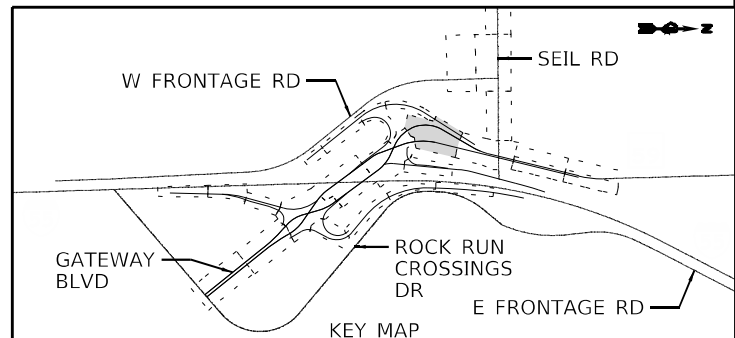 SEIL RD
W FRONTAGE RD
GATEWAY
BLVD
ROCK RUN
CROSSINGS
DR
E FRONTAGE RD
KEY MAP
Z